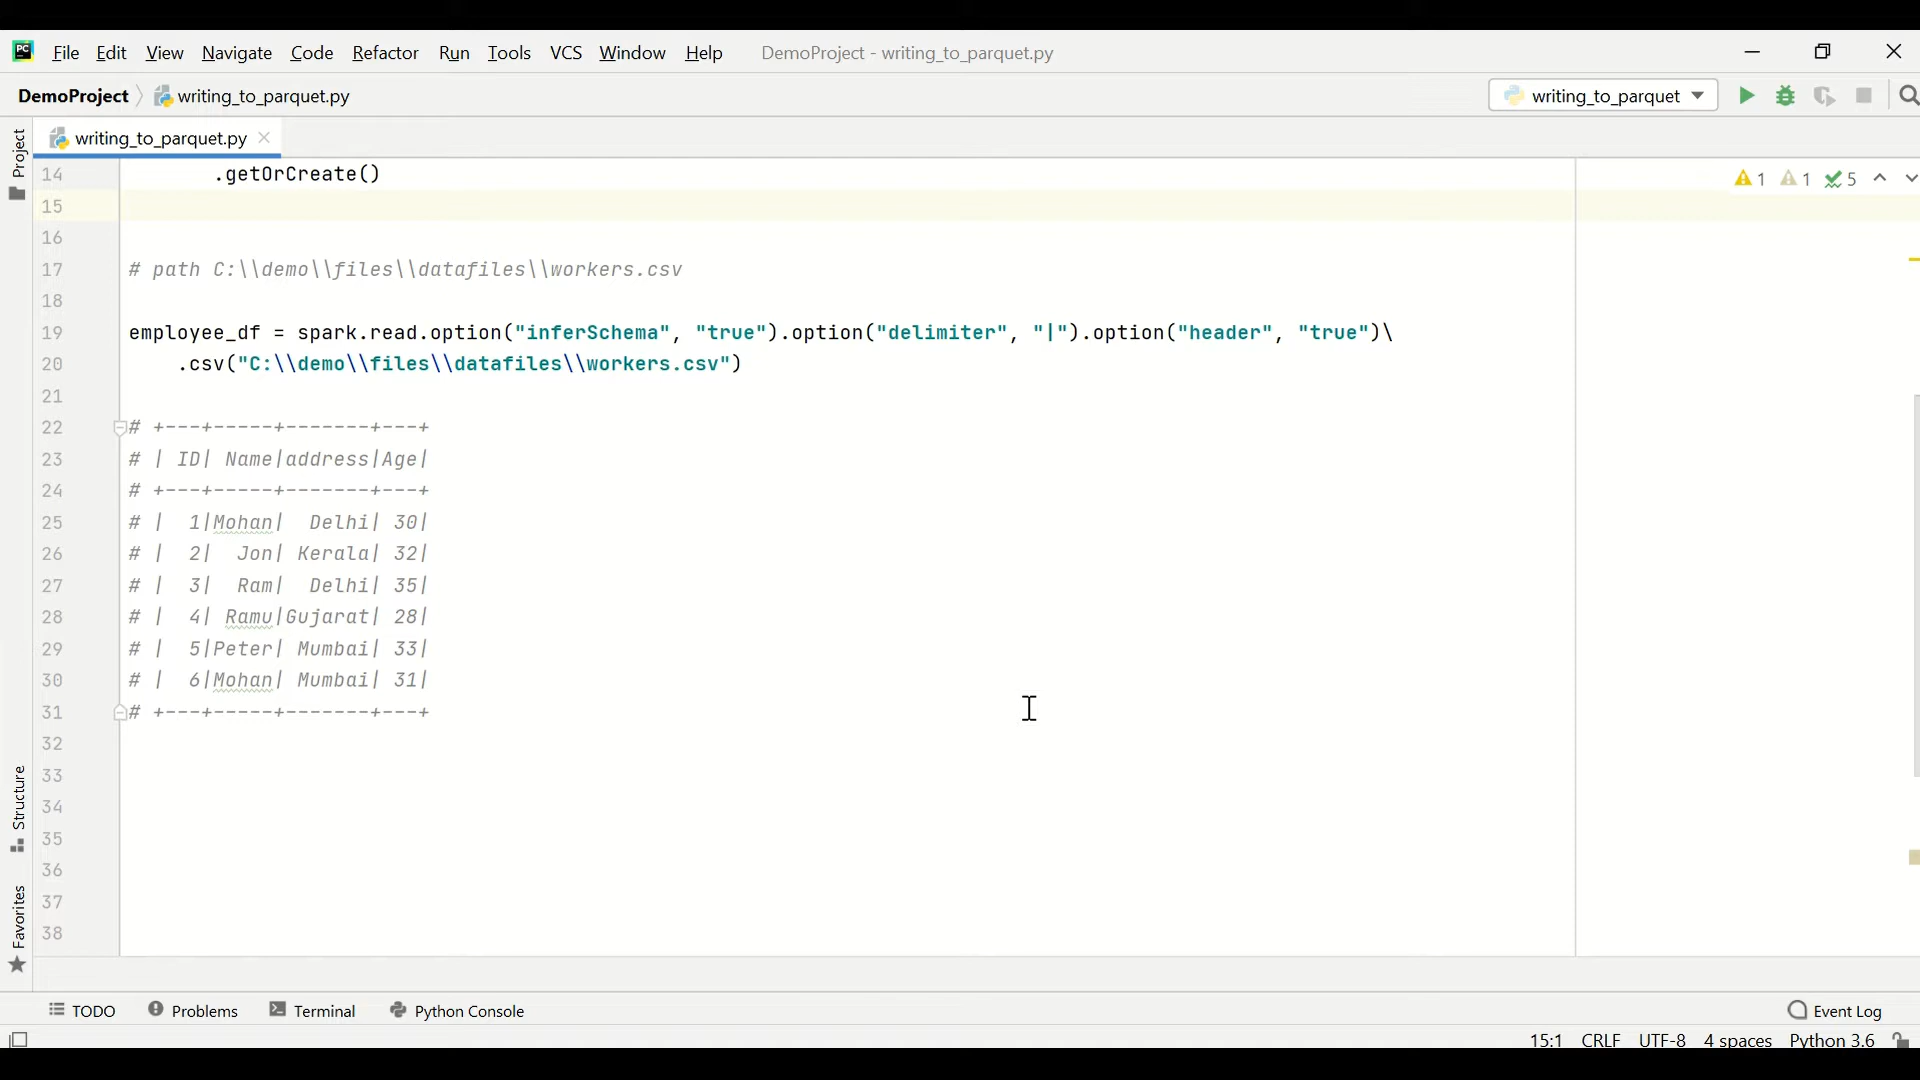 PC File Edit View Navigate Code Refactor Run Tools VCS Window Help DemoProject - writing_to_parquet.py
DemoProject writing_to_parquet.py writing_to_parquet
writing_to_parquet.py
Project
14 .getOrCreate()
1 1 5
15
16
17 # path C:\\demo\\files\\datafiles\\workers.csv
18
19 employee_df = spark.read.option("inferSchema", "true").option("delimiter", "|").option("header", "true")\
20 .csv("C:\\demo\\files\\datafiles\\workers.csv")
21
22 # +---+-----+-------+---+
23 # | ID| Name|address|Age|
24 # +---+-----+-------+---+
25 # |  1|Mohan|  Delhi| 30|
26 # |  2|  Jon| Kerala| 32|
27 # |  3|  Ram|  Delhi| 35|
28 # |  4| Ramu|Gujarat| 28|
29 # |  5|Peter| Mumbai| 33|
30 # |  6|Mohan| Mumbai| 31|
31 # +---+-----+-------+---+
32
33
34
35
36
37
38
Structure
Favorites
TODO Problems Terminal Python Console Event Log
15:1 CRLF UTF-8 4 spaces Python 3.6